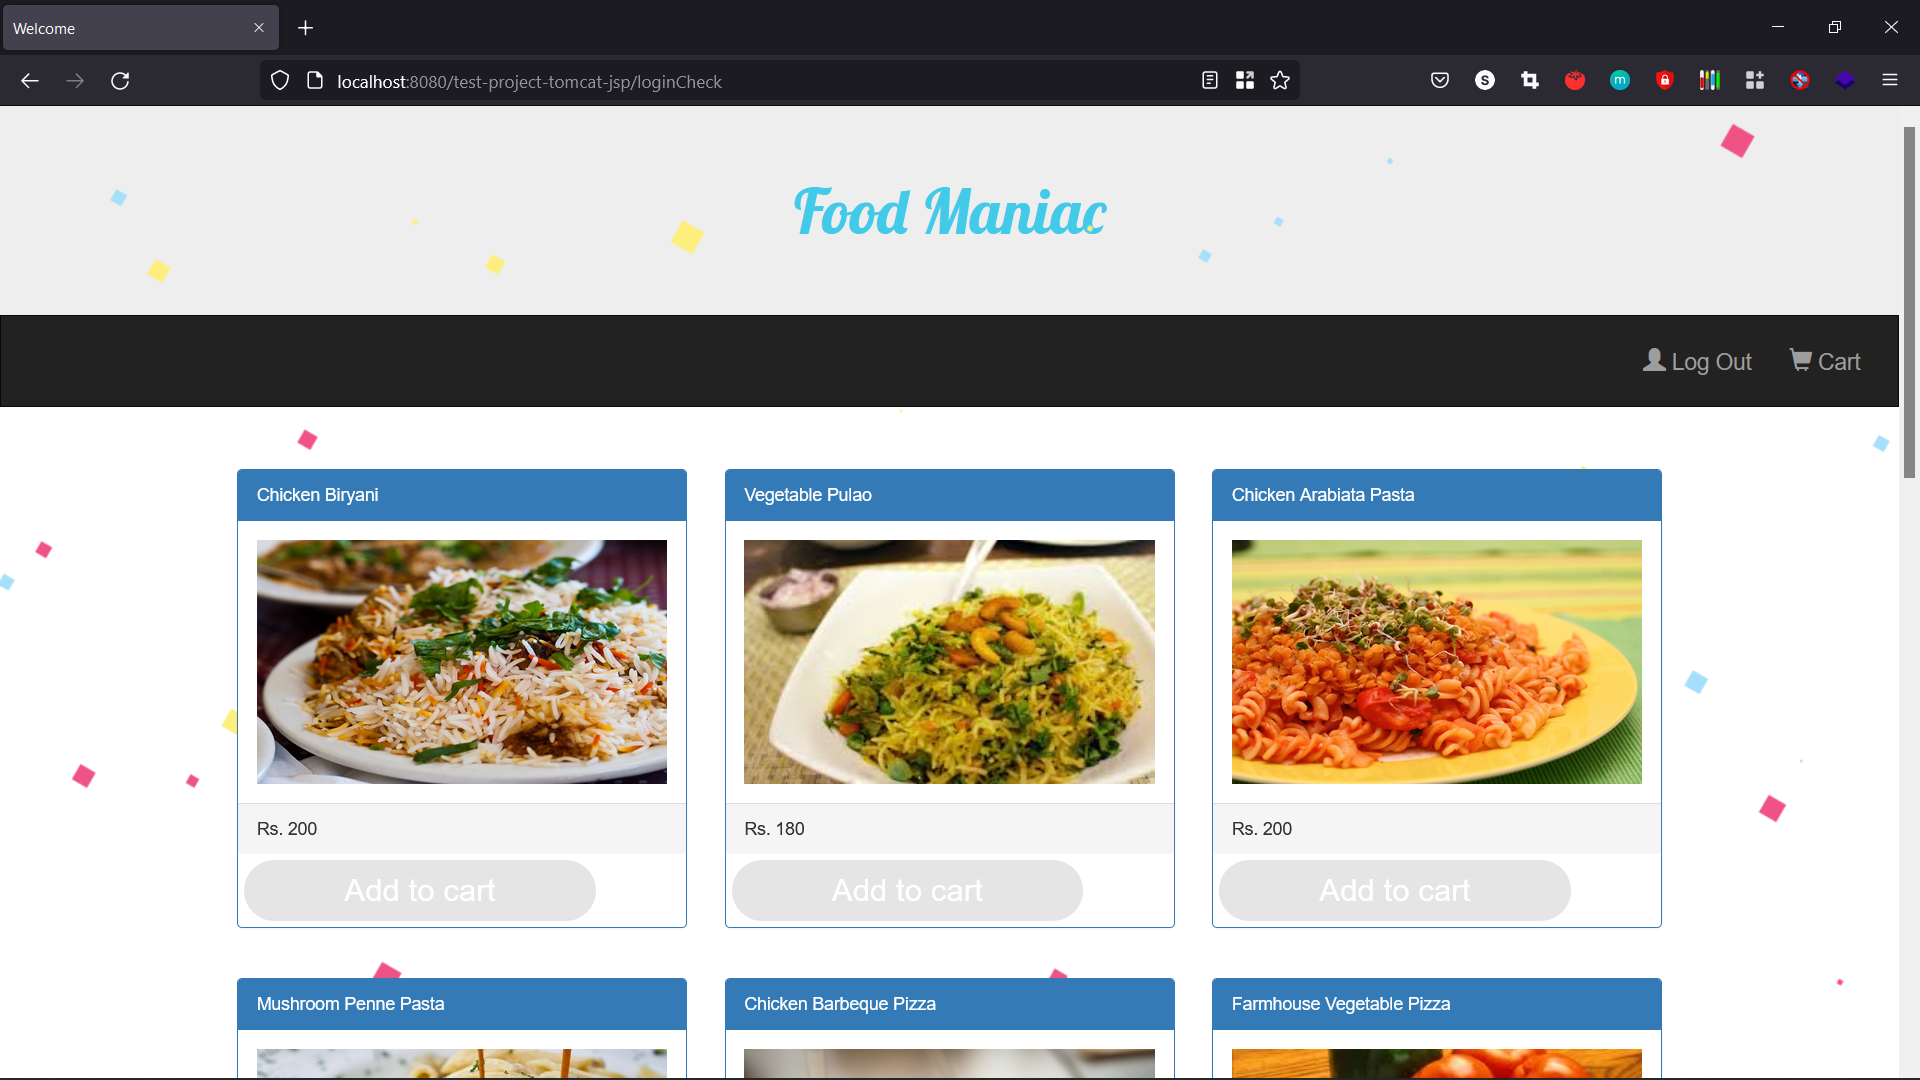 Welcome
localhost:8080/test-project-tomcat-jsp/loginCheck
S
m
Food Maniac
Log Out Cart
Chicken Biryani
Vegetable Pulao
Chicken Arabiata Pasta
Rs. 200
Rs. 180
Rs. 200
Add to cart
Add to cart
Add to cart
Mushroom Penne Pasta
Chicken Barbeque Pizza
Farmhouse Vegetable Pizza